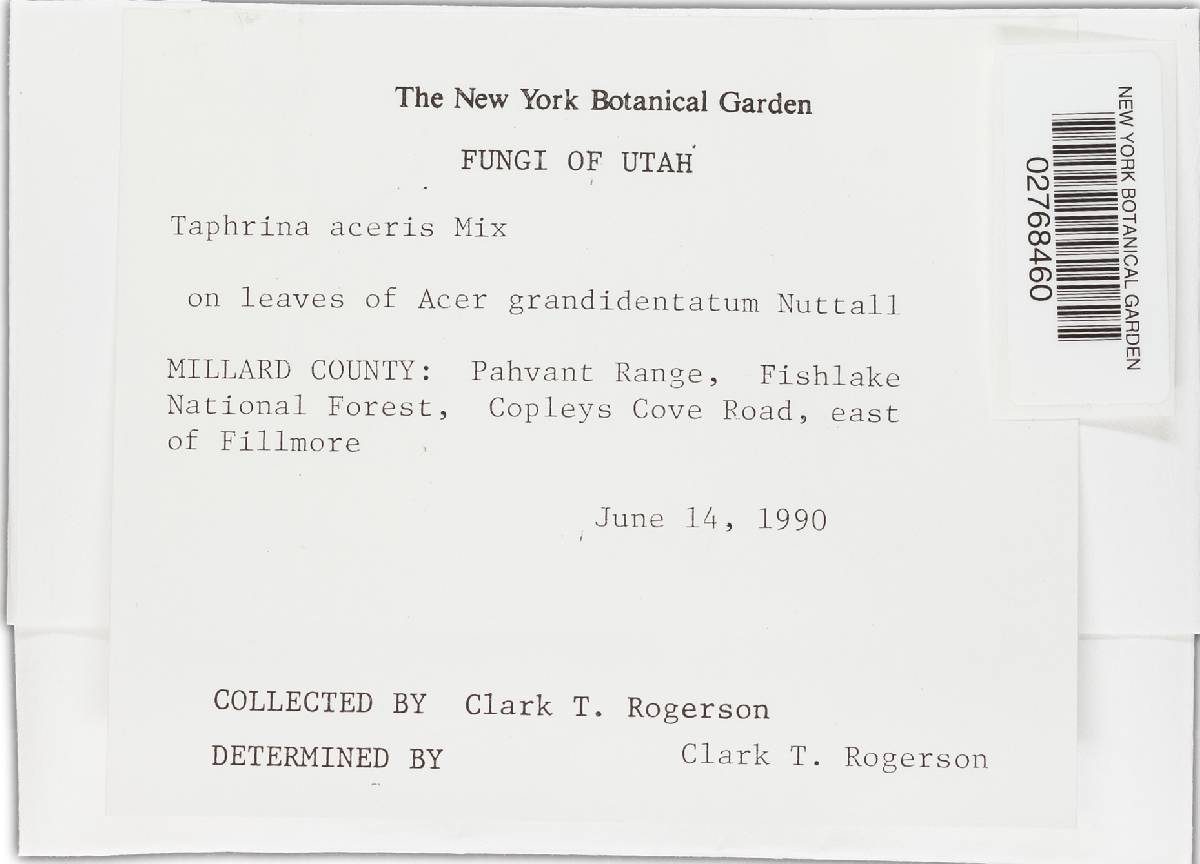 The New York Botanical Garden
FUNGI OF UTAH
Taphrina aceris Mix
on leaves of Acer grandidentatum Nuttall
MILLARD COUNTY: Pahvant Range, Fishlake
National Forest, Copleys Cove Road, east
of Fillmore
June 14, 1990
COLLECTED BY Clark T. Rogerson
DETERMINED BY Clark T. Rogerson
NEW YORK BOTANICAL GARDEN
02768460